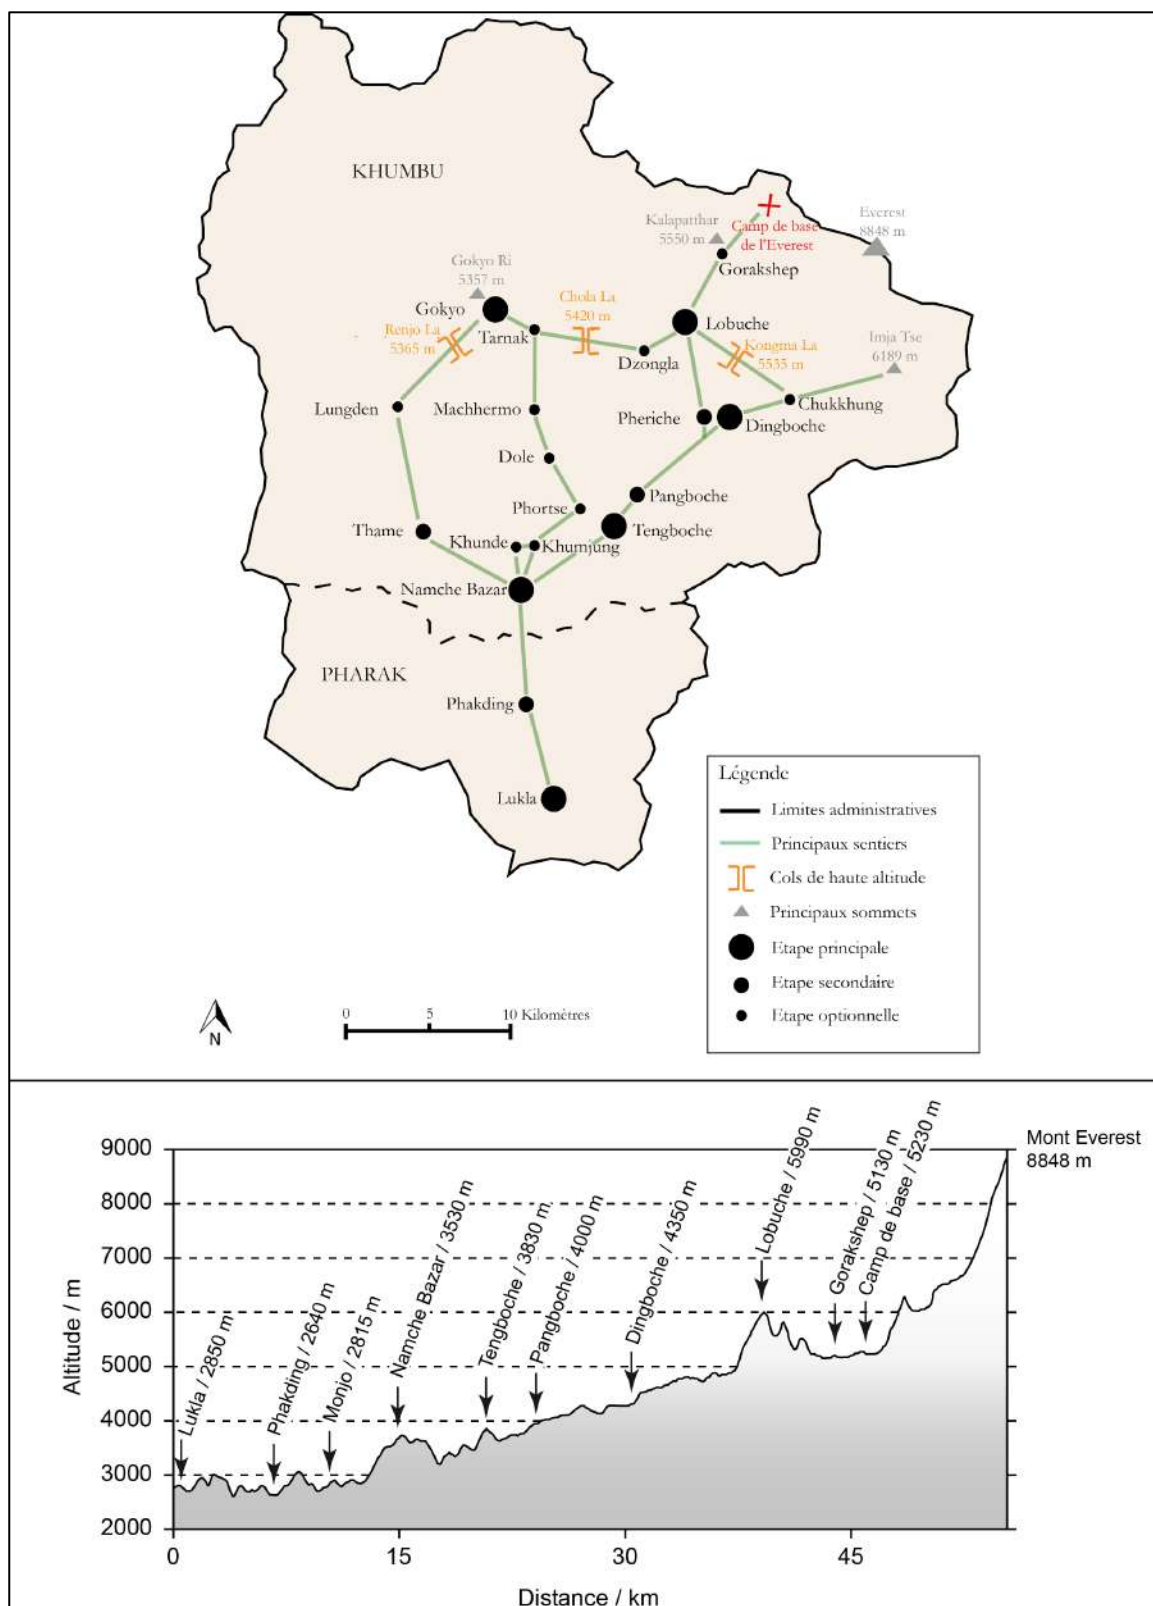 KHUMBU
Kalapatthar
5550 m
Camp de base
de l'Everest
Everest
8848 m
Gorakshep
Gokyo Ri
5357 m
Gokyo
Renjo La
5365 m
Tarnak
Chola La
5420 m
Lobuche
Dzongla
Kongma La
5535 m
Imja Tse
6189 m
Lungden
Machhermo
Pheriche
Dingboche
Chukkhung
Dole
Phortse
Pangboche
Thame
Khunde
Khumjung
Tengboche
Namche Bazar
PHARAK
Phakding
Lukla
Légende
Limites administratives
Principaux sentiers
Cols de haute altitude
Principaux sommets
Etape principale
Etape secondaire
Etape optionnelle
N
0 5 10 Kilomètres
9000
8000
7000
6000
5000
4000
3000
2000
Altitude / m
Lukla / 2850 m
Phakding / 2640 m
Monjo / 2815 m
Namche Bazar / 3530 m
Tengboche / 3830 m
Pangboche / 4000 m
Dingboche / 4350 m
Lobuche / 5990 m
Gorakshep / 5130 m
Camp de base / 5230 m
Mont Everest
8848 m
0 15 30 45
Distance / km